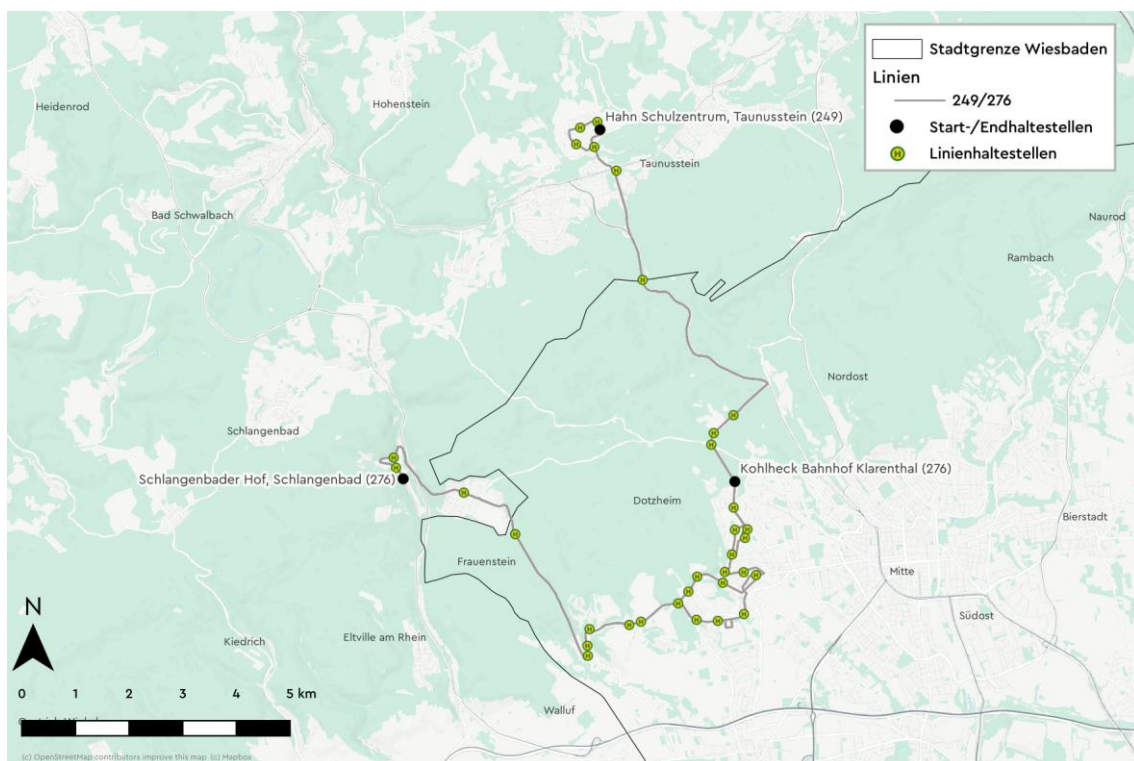 Stadtgrenze Wiesbaden
Linien
249/276
Start-/Endhaltestellen
Linienhaltestellen
Heidenrod
Hohenstein
Hahn Schulzentrum, Taunusstein (249)
Taunusstein
Bad Schwalbach
Naurod
Rambach
Nordost
Schlangenbad
Schlangenbader Hof, Schlangenbad (276)
Kohlheck Bahnhof Klarenthal (276)
Dotzheim
Bierstadt
Frauenstein
Mitte
Südost
N
Kiedrich
Eltville am Rhein
0 1 2 3 4 5 km
Walluf
(c) OpenStreetMap contributors improve this map (c) Mapbox